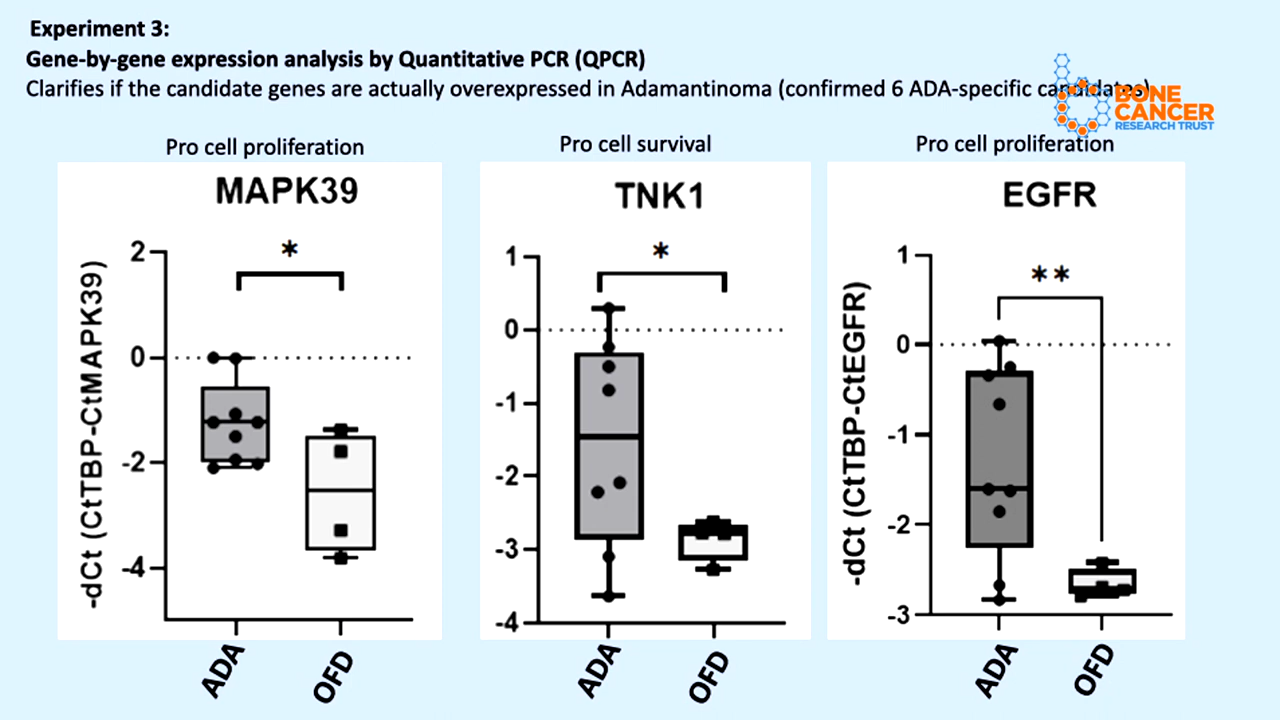 Experiment 3:
Gene-by-gene expression analysis by Quantitative PCR (QPCR)
Clarifies if the candidate genes are actually overexpressed in Adamantinoma (confirmed 6 ADA-specific candidates)
BONE
CANCER
RESEARCH TRUST
Pro cell proliferation
MAPK39
*
-dCt (CtTBP-CtMAPK39)
2
0
-2
-4
ADA
OFD
Pro cell survival
TNK1
*
1
0
-1
-2
-3
-4
ADA
OFD
Pro cell proliferation
EGFR
**
-dCt (CtTBP-CtEGFR)
1
0
-1
-2
-3
ADA
OFD